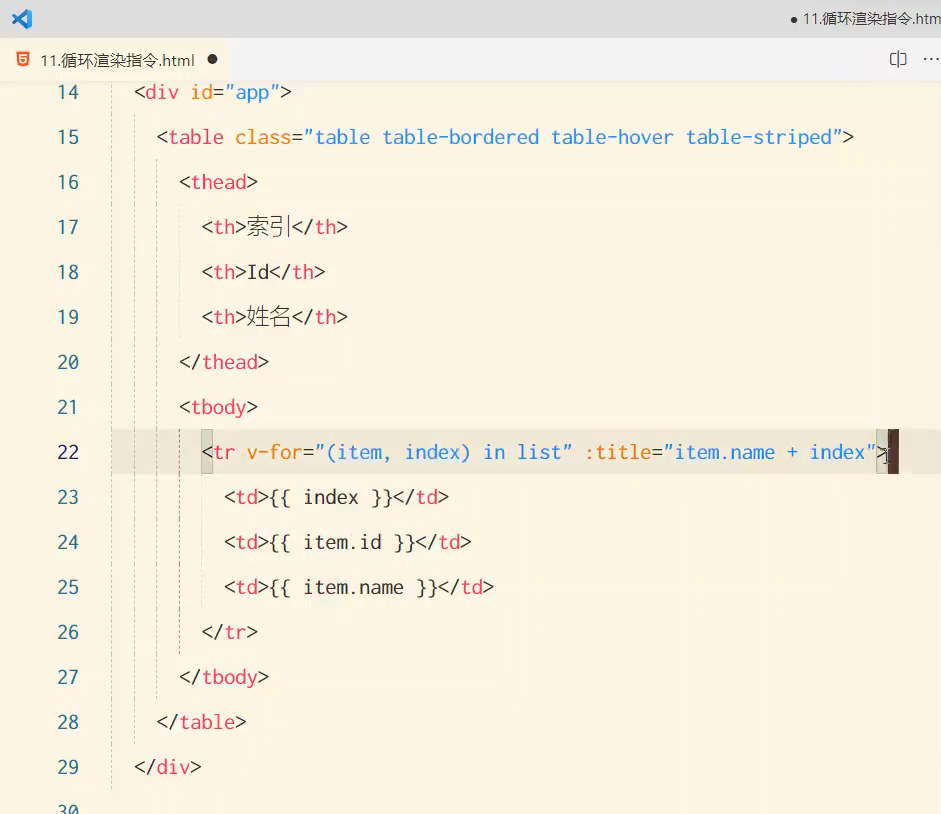 ● 11.循环渲染指令.htm
11.循环渲染指令.html ●
14 <div id="app">
15 <table class="table table-bordered table-hover table-striped">
16 <thead>
17 <th>索引</th>
18 <th>Id</th>
19 <th>姓名</th>
20 </thead>
21 <tbody>
22 <tr v-for="(item, index) in list" :title="item.name + index">
23 <td>{{ index }}</td>
24 <td>{{ item.id }}</td>
25 <td>{{ item.name }}</td>
26 </tr>
27 </tbody>
28 </table>
29 </div>
30